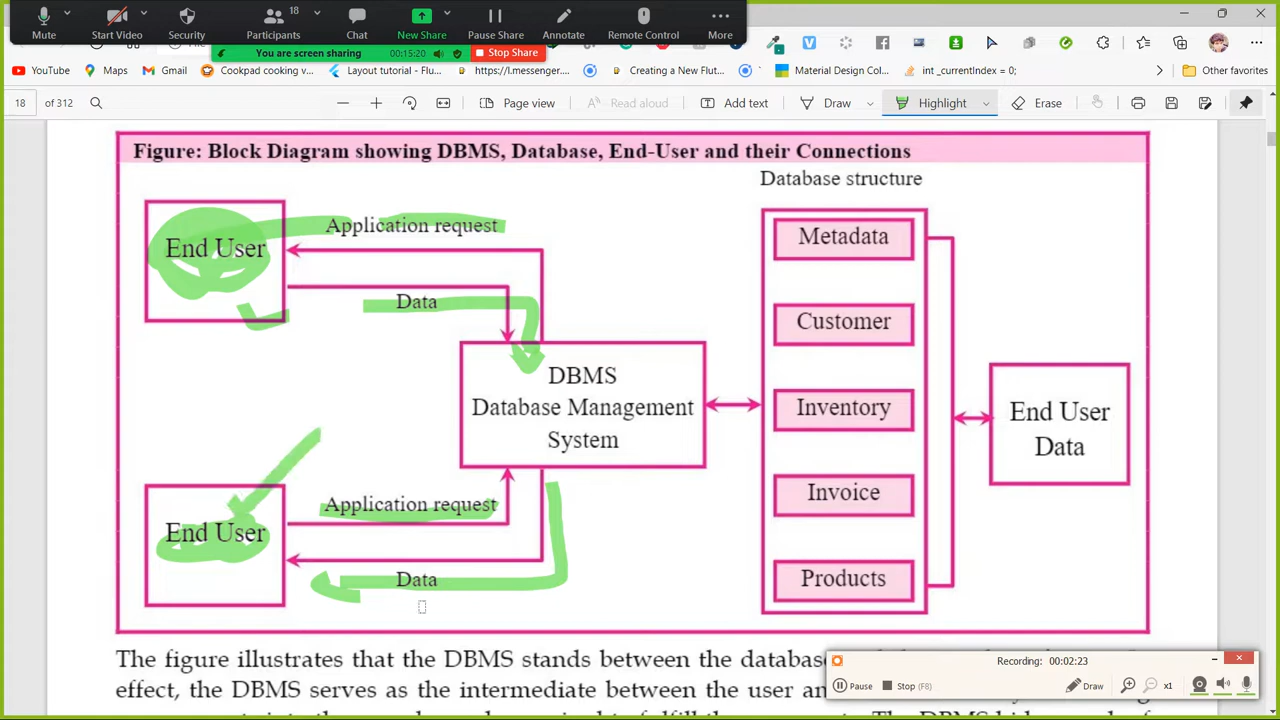 18
Mute
Start Video
Security
Participants
Chat
New Share
Pause Share
Annotate
Remote Control
More
You are screen sharing
00:15:20
Stop Share
YouTube
Maps
Gmail
Cookpad cooking v...
Layout tutorial - Flu...
https://l.messenger...
Creating a New Flut...
Material Design Col...
int _currentIndex = 0;
Other favorites
18 of 312
Page view
Read aloud
Add text
Draw
Highlight
Erase
Figure: Block Diagram showing DBMS, Database, End-User and their Connections
Database structure
End User
Application request
Data
Metadata
Customer
DBMS
Database Management
System
Inventory
End User
Data
Invoice
Application request
End User
Data
Products
The figure illustrates that the DBMS stands between the database
effect, the DBMS serves as the intermediate between the user an
Recording: 00:02:23
Pause
Stop (F8)
Draw
x1